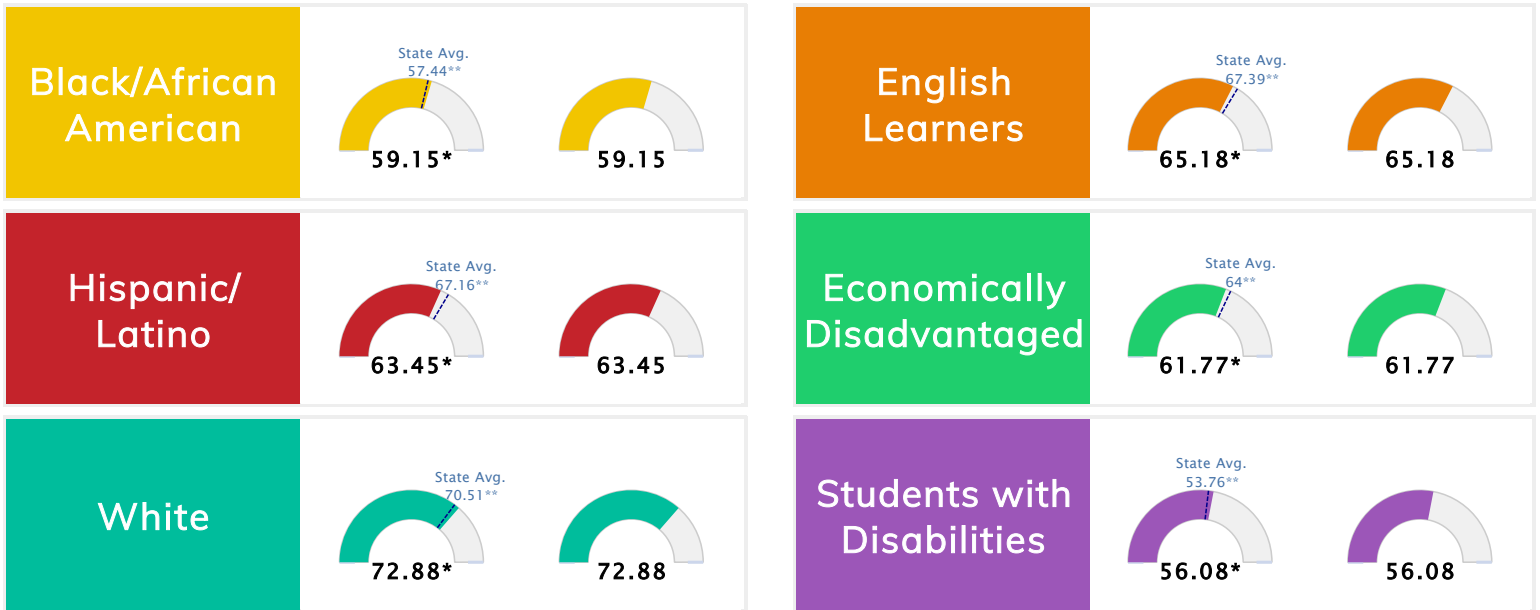 Black/African
American
State Avg.
57.44**
59.15*
59.15
English
Learners
State Avg.
67.39**
65.18*
65.18
Hispanic/
Latino
State Avg.
67.16**
63.45*
63.45
Economically
Disadvantaged
State Avg.
64**
61.77*
61.77
White
State Avg.
70.51**
72.88*
72.88
Students with
Disabilities
State Avg.
53.76**
56.08*
56.08